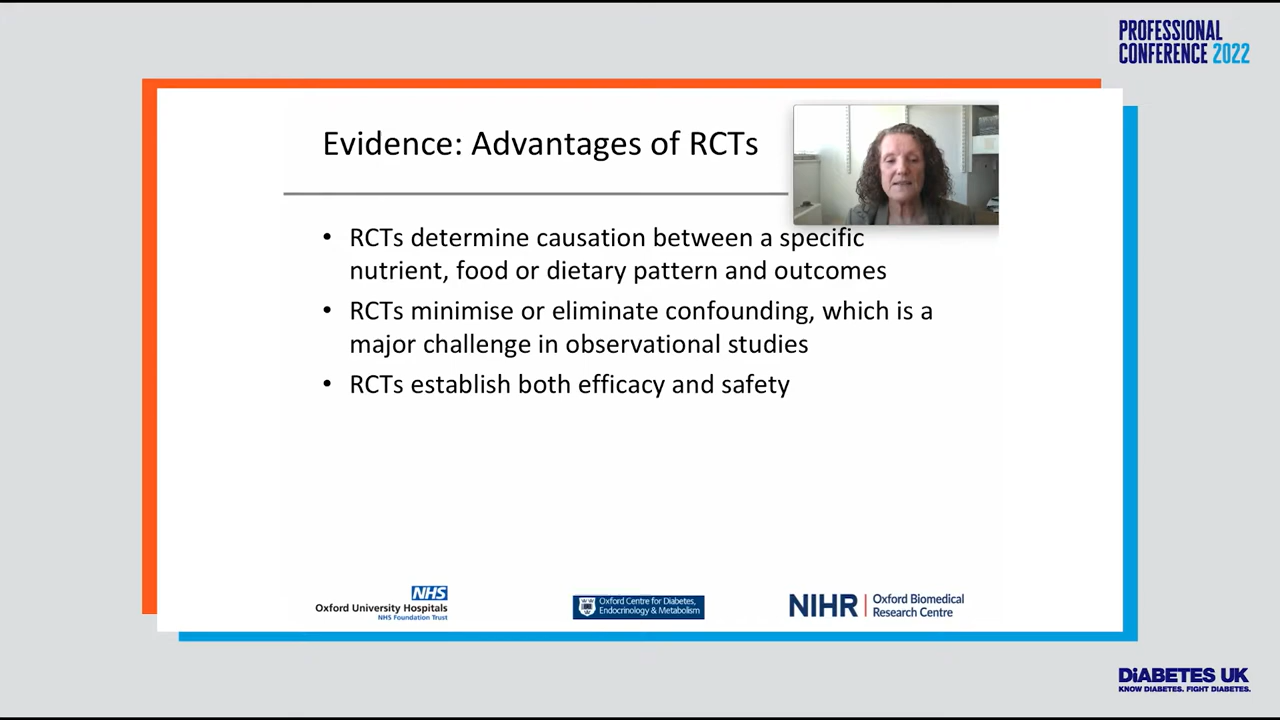 PROFESSIONAL
CONFERENCE 2022
Evidence: Advantages of RCTs
• RCTs determine causation between a specific
nutrient, food or dietary pattern and outcomes
• RCTs minimise or eliminate confounding, which is a
major challenge in observational studies
• RCTs establish both efficacy and safety
NHS
Oxford University Hospitals
NHS Foundation Trust
Oxford Centre for Diabetes,
Endocrinology & Metabolism
NIHR | Oxford Biomedical
Research Centre
DiABETES UK
KNOW DIABETES. FIGHT DIABETES.